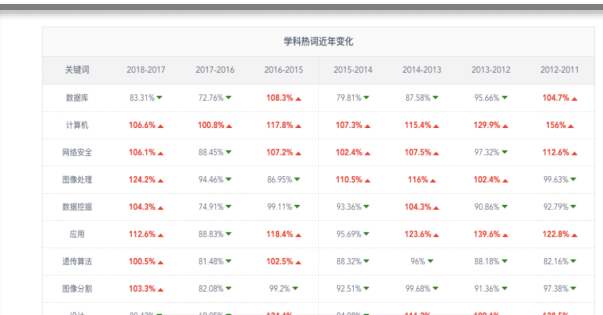 学科热词近年变化
关键词 2018-2017 2017-2016 2016-2015 2015-2014 2014-2013 2013-2012 2012-2011
数据库 83.31% 72.76% 108.3% 79.81% 87.58% 95.66% 104.7%
计算机 106.6% 100.8% 117.8% 107.3% 115.4% 129.9% 156%
网络安全 106.1% 88.45% 107.2% 102.4% 107.5% 97.32% 112.6%
图像处理 124.2% 94.46% 86.95% 110.5% 116% 102.4% 99.63%
数据挖掘 104.3% 74.91% 99.11% 93.36% 104.3% 90.86% 92.79%
应用 112.6% 88.83% 118.4% 95.69% 123.6% 139.6% 122.8%
遗传算法 100.5% 81.48% 102.5% 88.32% 96% 88.18% 82.16%
图像分割 103.3% 82.08% 99.2% 92.51% 99.68% 91.36% 97.38%